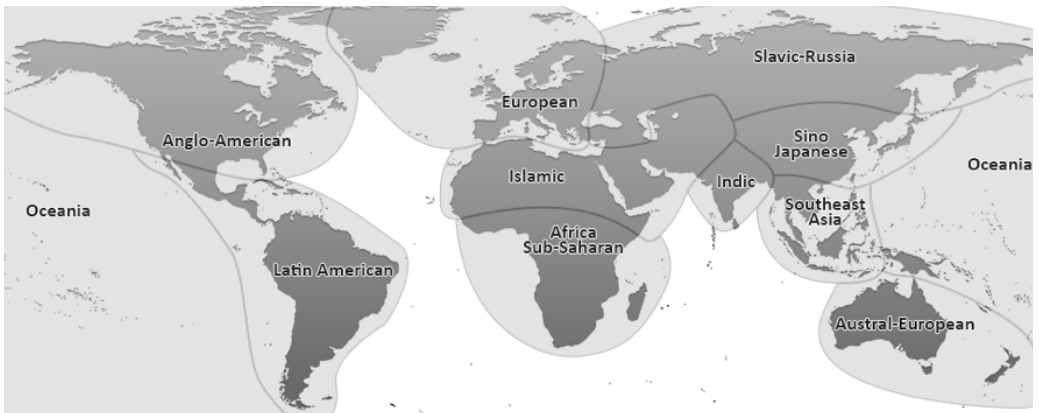 Slavic-Russia
European
Anglo-American
Sino
Japanese
Oceania
Islamic
Indic
Oceania
Southeast
Asia
Africa
Sub-Saharan
Latin American
Austral-European